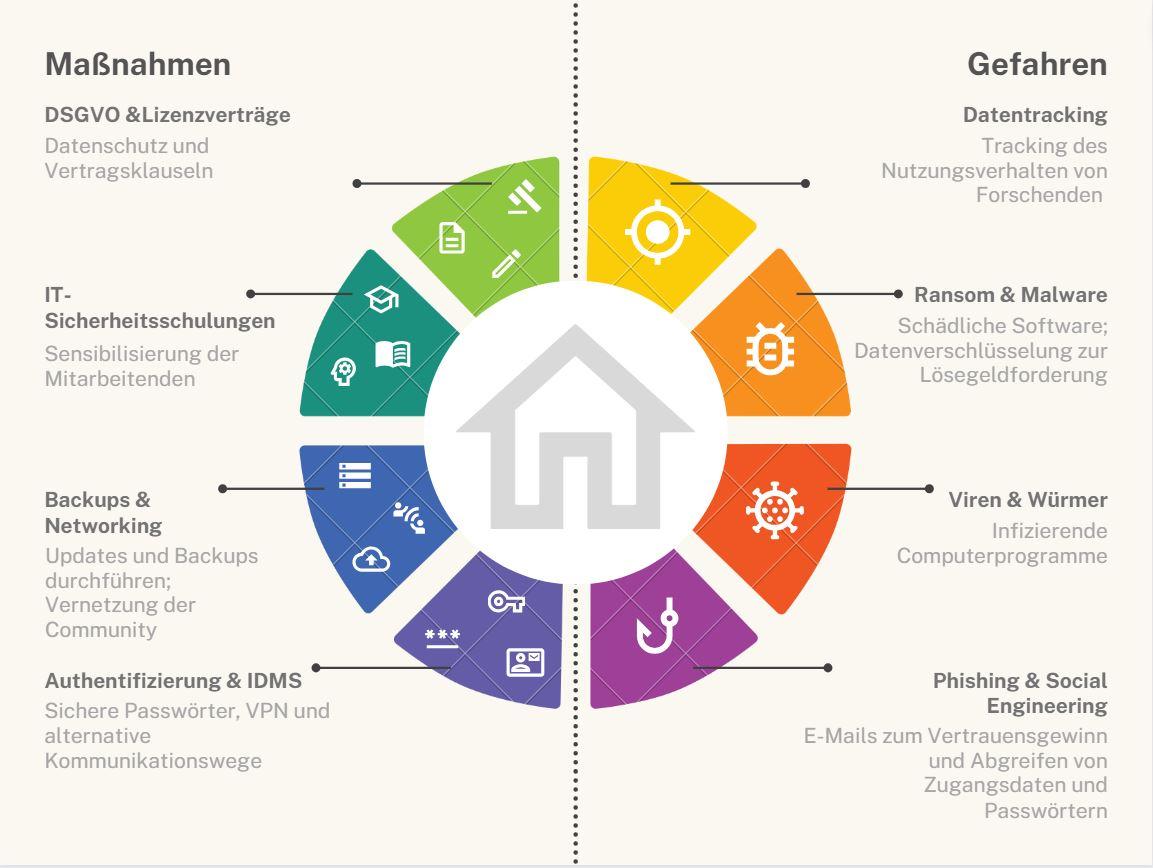 Maßnahmen
DSGVO &Lizenzverträge
Datenschutz und
Vertragsklauseln
IT-
Sicherheitsschulungen
Sensibilisierung der
Mitarbeitenden
Backups &
Networking
Updates und Backups
durchführen;
Vernetzung der
Community
Authentifizierung & IDMS
Sichere Passwörter, VPN und
alternative
Kommunikationswege
***
Gefahren
Datentracking
Tracking des
Nutzungsverhalten von
Forschenden
Ransom & Malware
Schädliche Software;
Datenverschlüsselung zur
Lösegeldforderung
Viren & Würmer
Infizierende
Computerprogramme
Phishing & Social
Engineering
E-Mails zum Vertrauensgewinn
und Abgreifen von
Zugangsdaten und
Passwörtern